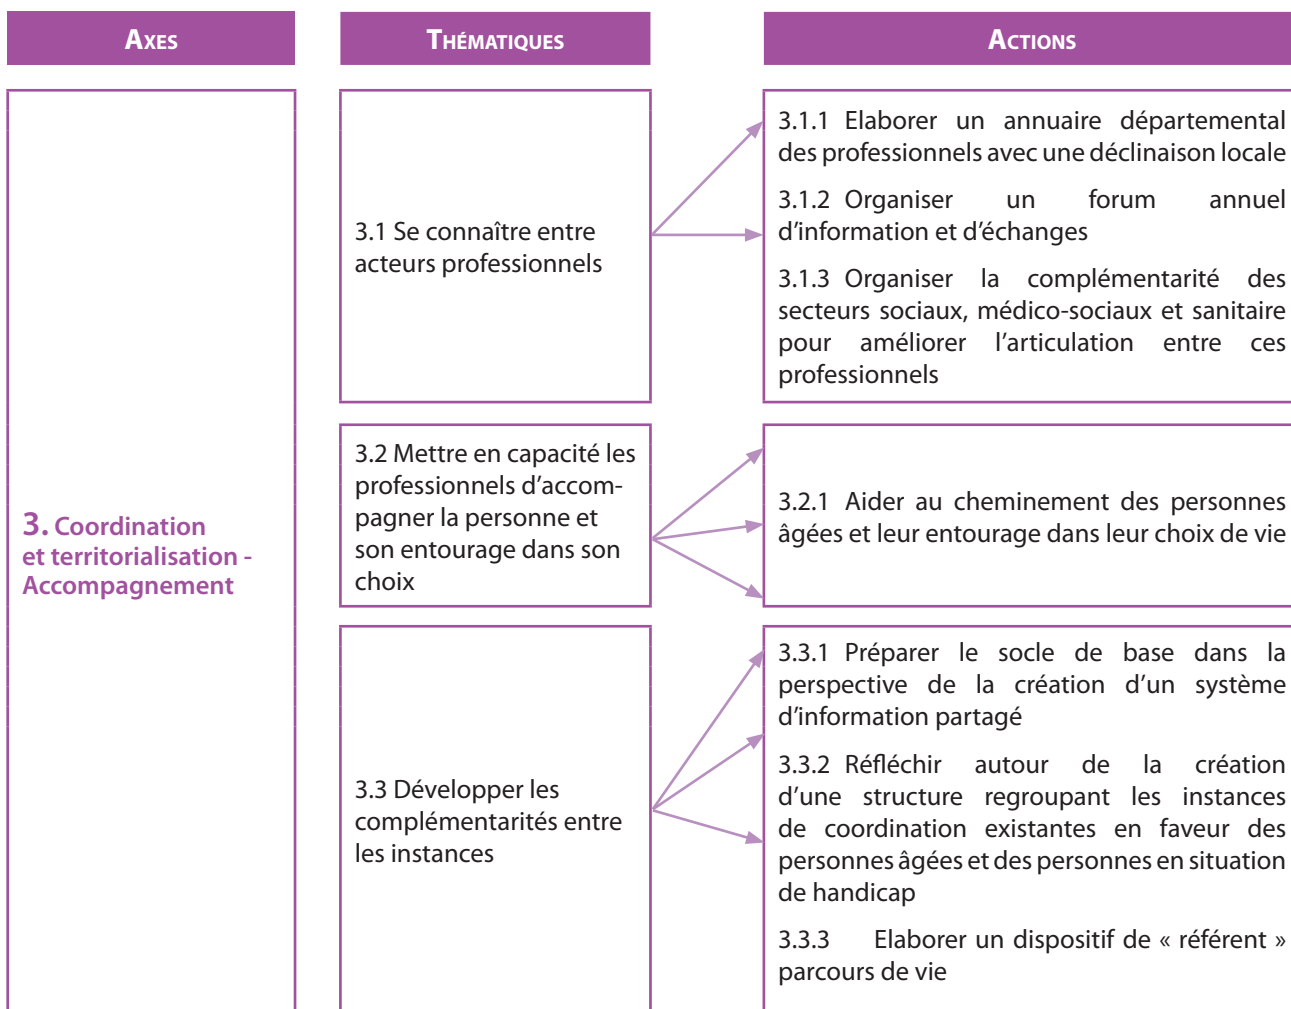 AXES
THÉMATIQUES
ACTIONS
3. Coordination
et territorialisation -
Accompagnement
3.1 Se connaître entre
acteurs professionnels
3.1.1 Elaborer un annuaire départemental
des professionnels avec une déclinaison locale
3.1.2 Organiser un forum annuel
d’information et d’échanges
3.1.3 Organiser la complémentarité des
secteurs sociaux, médico-sociaux et sanitaire
pour améliorer l’articulation entre ces
professionnels
3.2 Mettre en capacité les
professionnels d’accom-
pagner la personne et
son entourage dans son
choix
3.2.1 Aider au cheminement des personnes
âgées et leur entourage dans leur choix de vie
3.3 Développer les
complémentarités entre
les instances
3.3.1 Préparer le socle de base dans la
perspective de la création d’un système
d’information partagé
3.3.2 Réfléchir autour de la création
d’une structure regroupant les instances
de coordination existantes en faveur des
personnes âgées et des personnes en situation
de handicap
3.3.3 Elaborer un dispositif de « référent »
parcours de vie